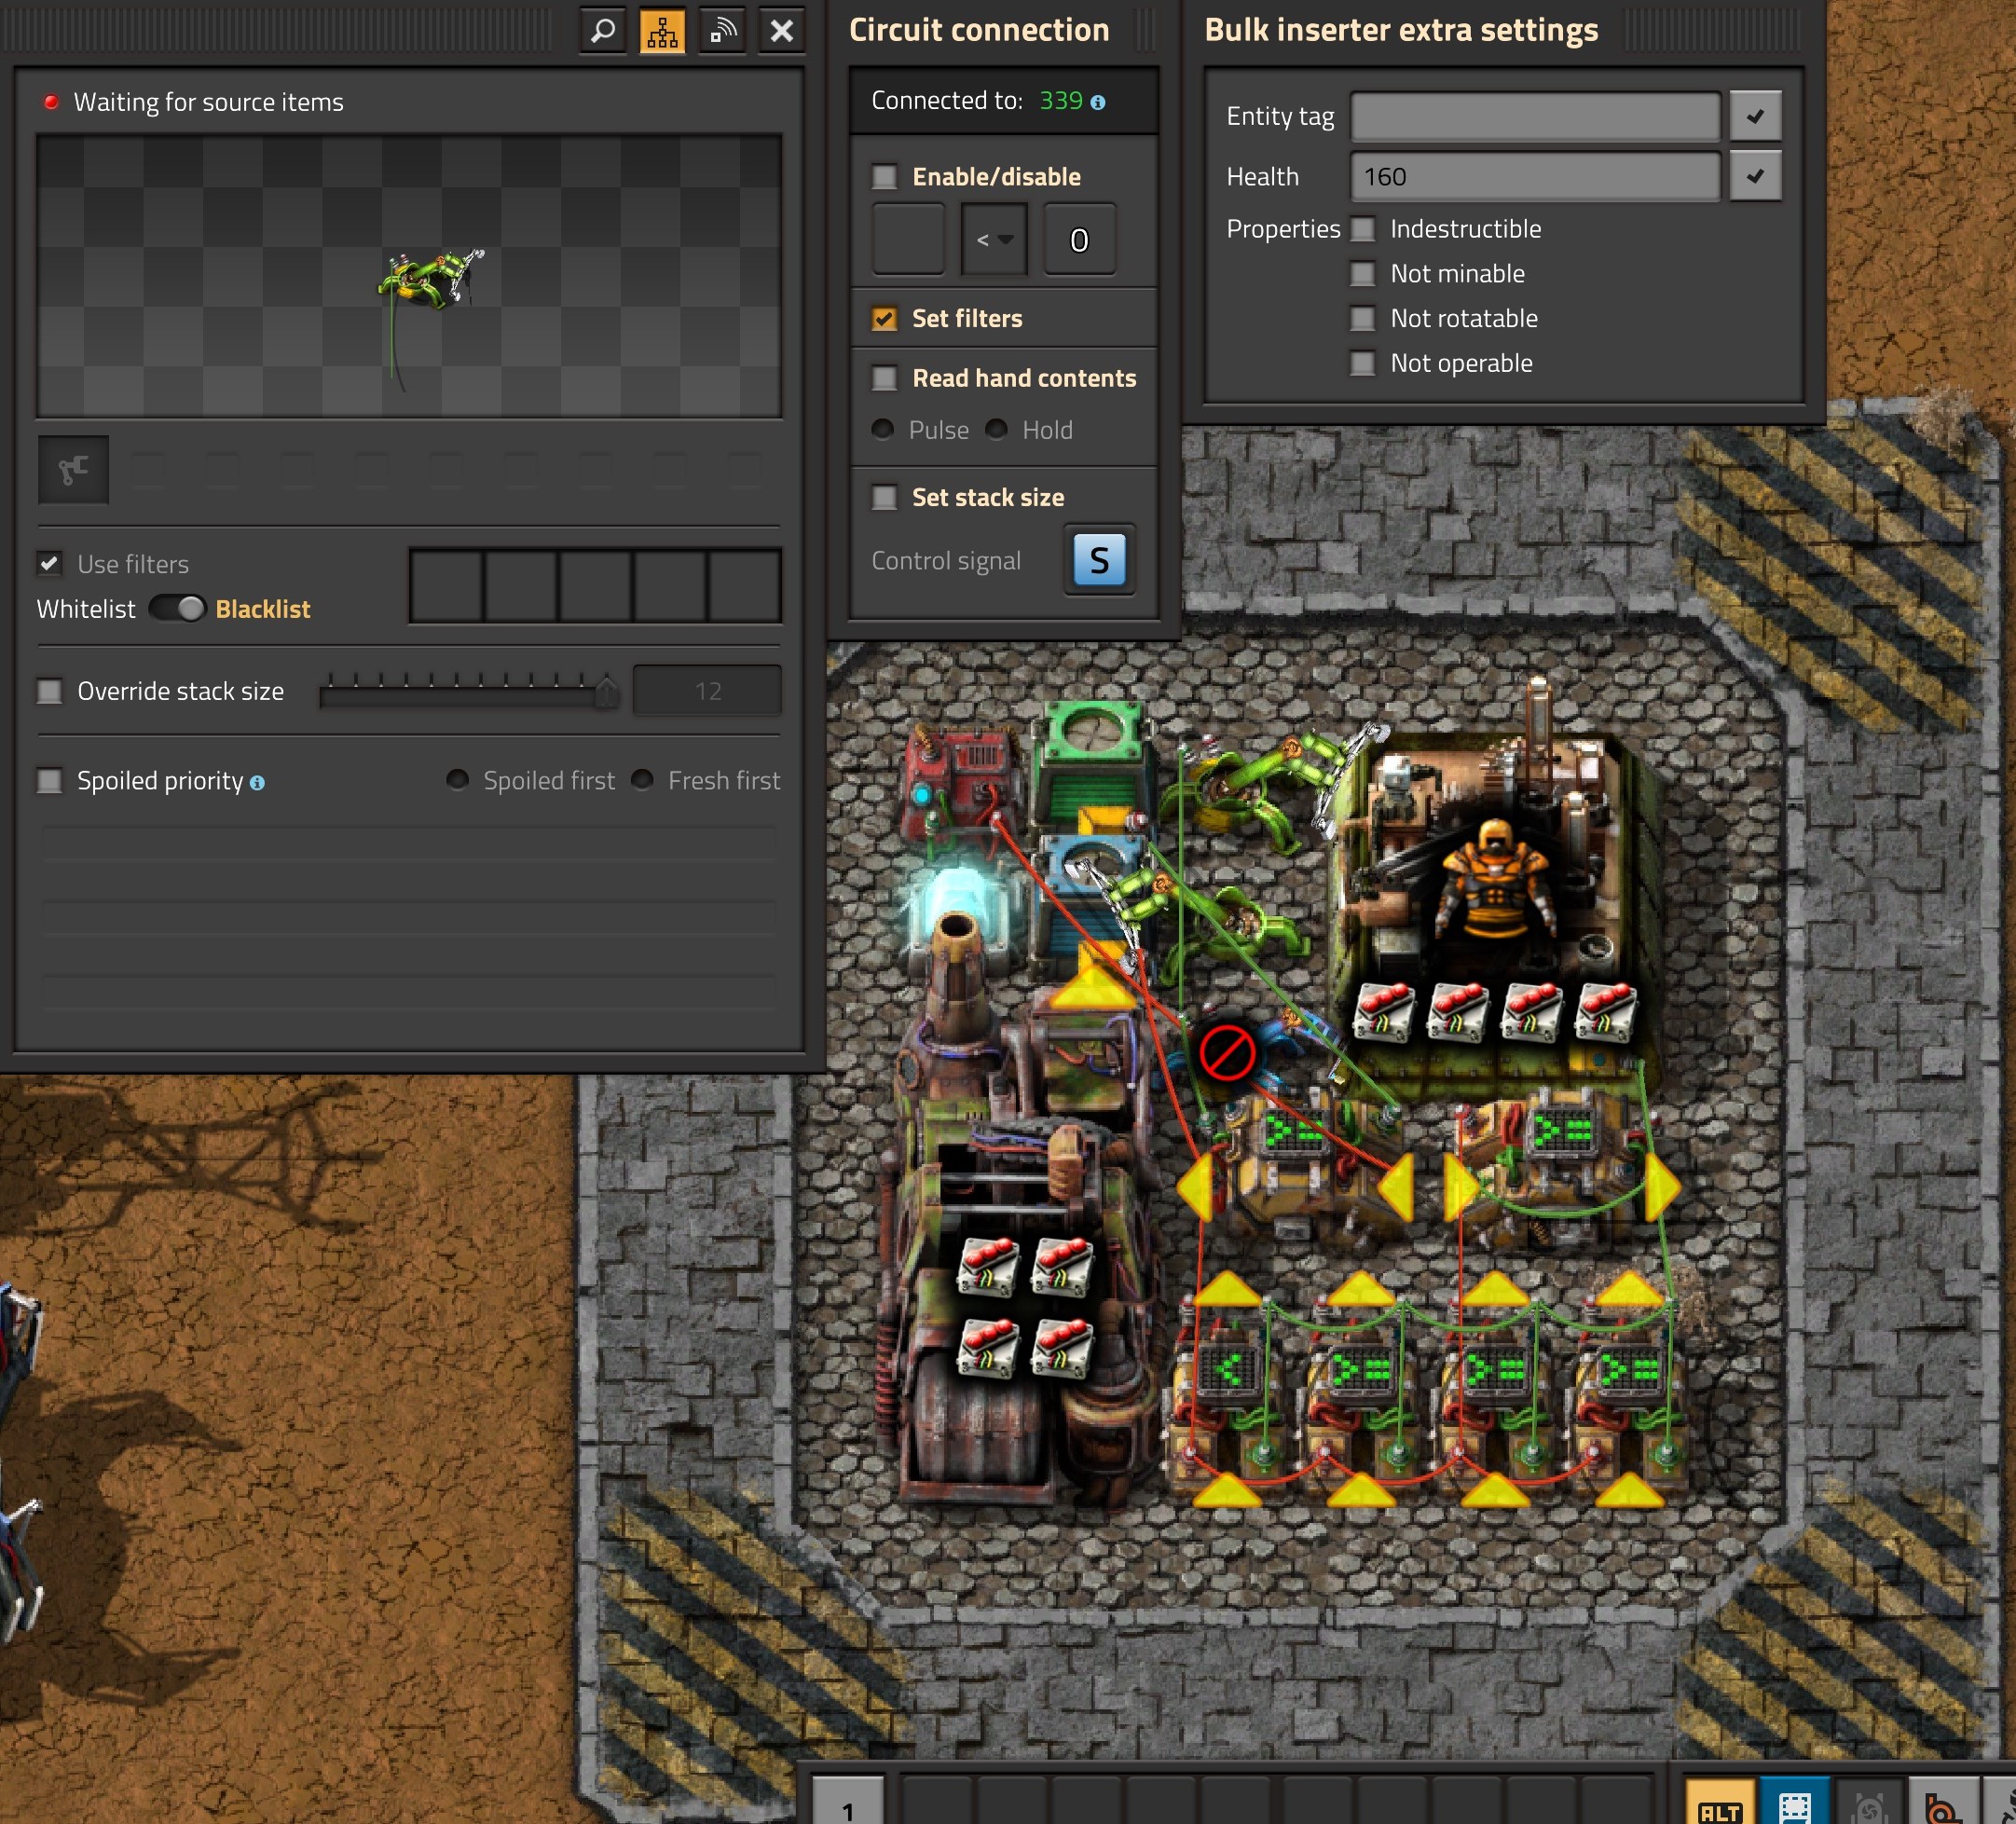 Circuit connection
Bulk inserter extra settings
Waiting for source items
Connected to: 339
Entity tag
Health 160
Properties Indestructible
Not minable
Not rotatable
Not operable
Enable/disable
< 0
Set filters
Read hand contents
Pulse Hold
Set stack size
Control signal S
Use filters
Whitelist Blacklist
Override stack size 12
Spoiled priority Spoiled first Fresh first
>=
>=
<
>=
>=
>=
1
ALT